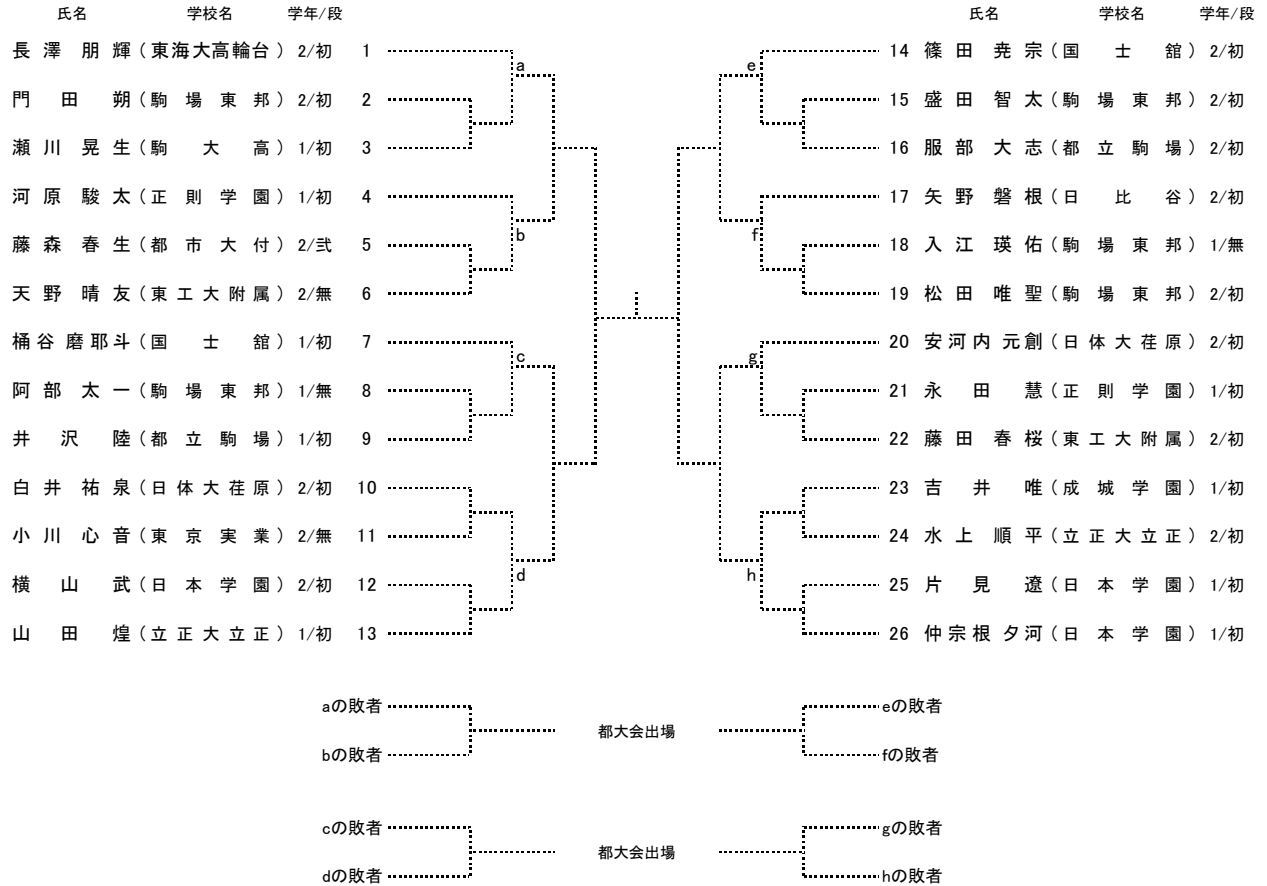 氏名 学校名 学年/段 氏名 学校名 学年/段
長澤 朋輝(東海大高輪台) 2/初 1 14 篠田 尭宗(国士舘) 2/初
a e
門田 朔(駒場東邦) 2/初 2 15 盛田 智太(駒場東邦) 2/初
瀬川 晃生(駒大高) 1/初 3 16 服部 大志(都立駒場) 2/初
河原 駿太(正則学園) 1/初 4 17 矢野 磐根(日比谷) 2/初
b f
藤森 春生(都市大付) 2/弐 5 18 入江 瑛佑(駒場東邦) 1/無
天野 晴友(東工大附属) 2/無 6 19 松田 唯聖(駒場東邦) 2/初
桶谷 磨耶斗(国士舘) 1/初 7 20 安河内 元創(日体大荏原) 2/初
c g
阿部 太一(駒場東邦) 1/無 8 21 永田 慧(正則学園) 1/初
井沢 陸(都立駒場) 1/初 9 22 藤田 春桜(東工大附属) 2/初
白井 祐泉(日体大荏原) 2/初 10 23 吉井 唯(成城学園) 1/初
小川 心音(東京実業) 2/無 11 24 水上 順平(立正大立正) 2/初
d h
横山 武(日本学園) 2/初 12 25 片見 遼(日本学園) 1/初
山田 煌(立正大立正) 1/初 13 26 仲宗根 夕河(日本学園) 1/初
aの敗者 eの敗者
都大会出場
bの敗者 fの敗者
cの敗者 gの敗者
都大会出場
dの敗者 hの敗者